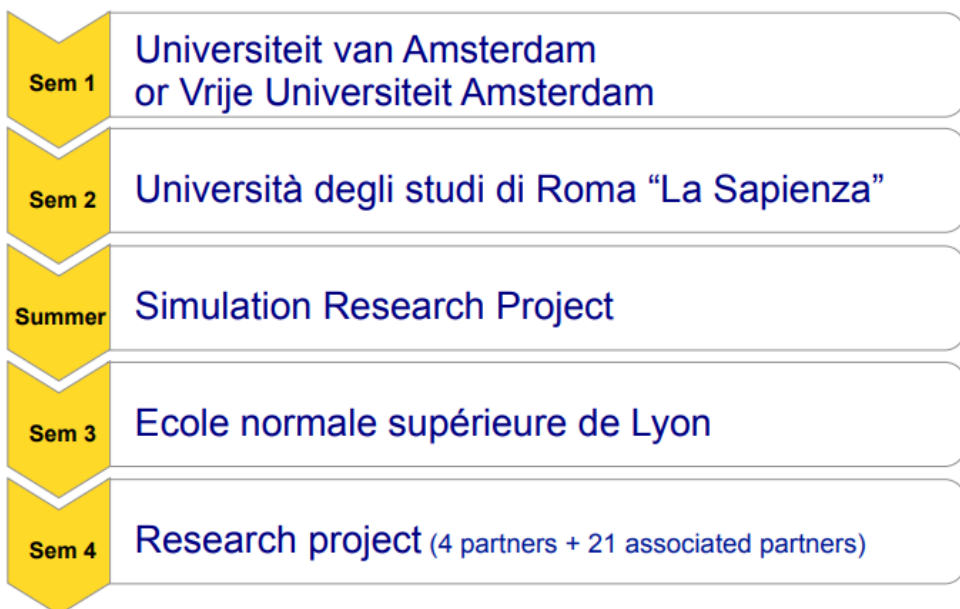 Sem 1
Universiteit van Amsterdam
or Vrije Universiteit Amsterdam
Sem 2
Università degli studi di Roma “La Sapienza”
Summer
Simulation Research Project
Sem 3
Ecole normale supérieure de Lyon
Sem 4
Research project (4 partners + 21 associated partners)